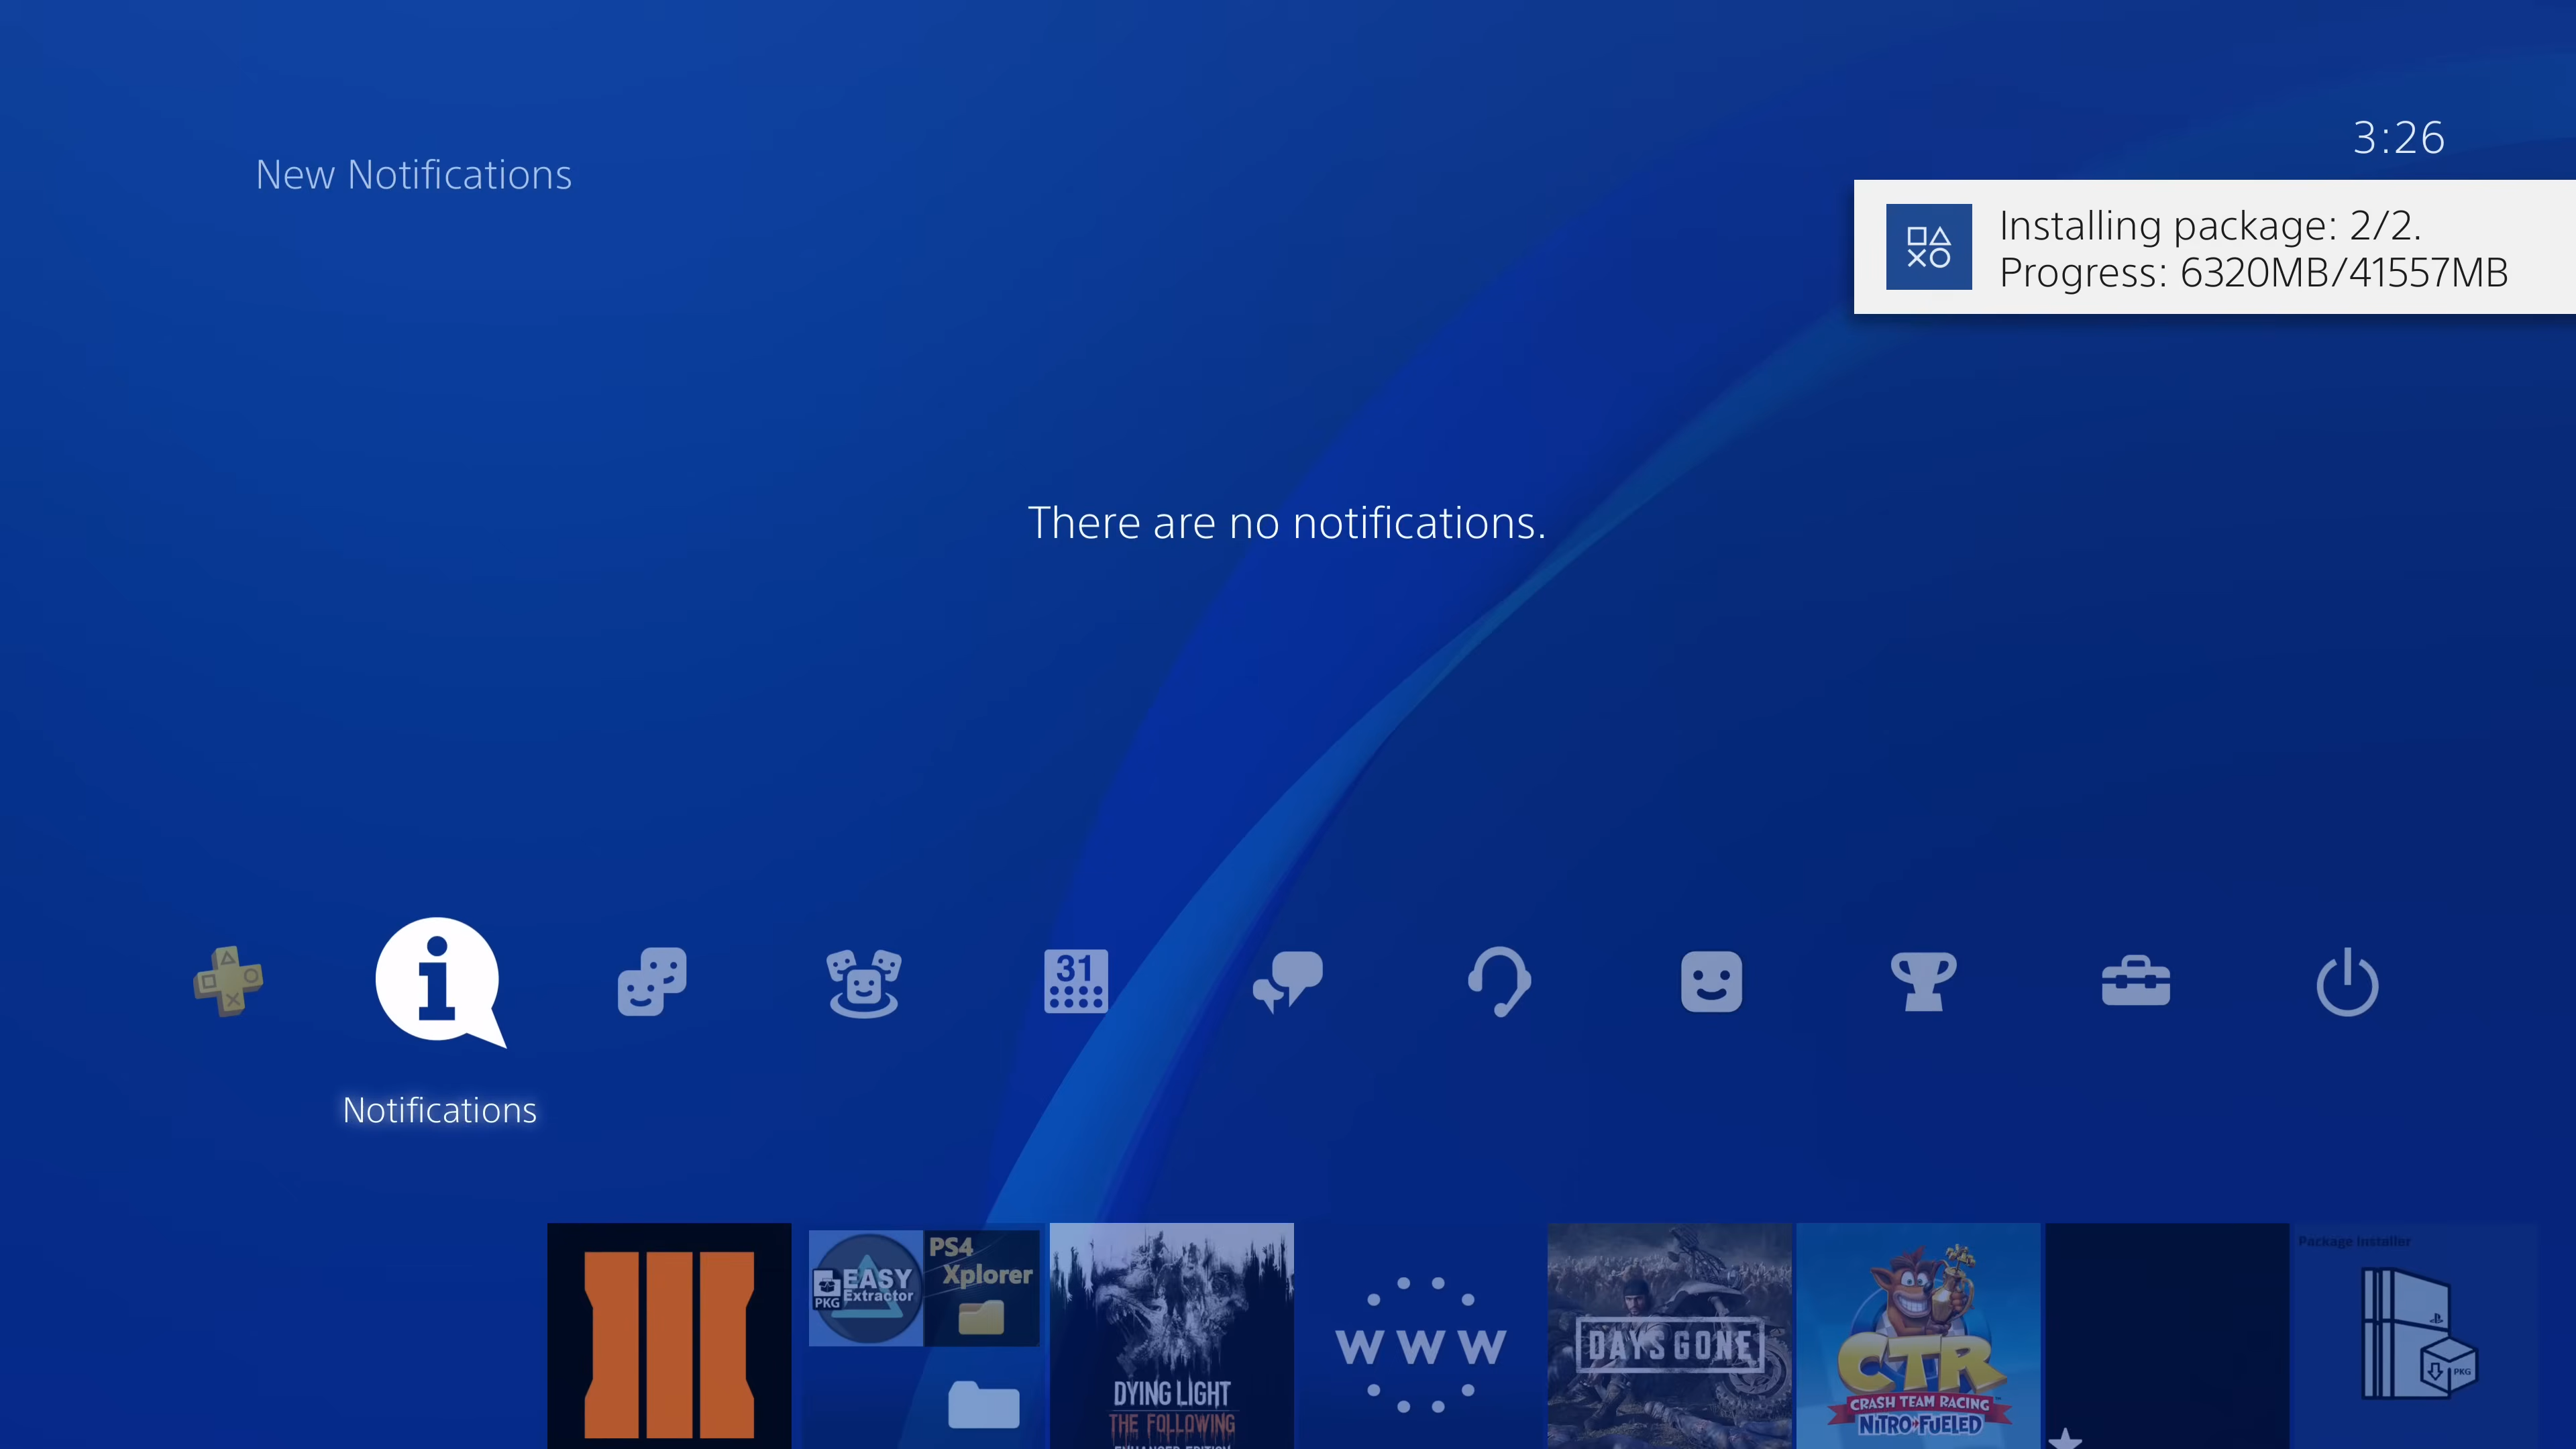 3:26
New Notifications
Installing package: 2/2.
Progress: 6320MB/41557MB
There are no notifications.
31
Notifications
EASY
Extractor
PKG
PS4
Xplorer
DYING LIGHT
THE FOLLOWING
ENHANCED EDITION
WWW
DAYS GONE
CTR
CRASH TEAM RACING
NITRO FUELED
Package Installer
PKG